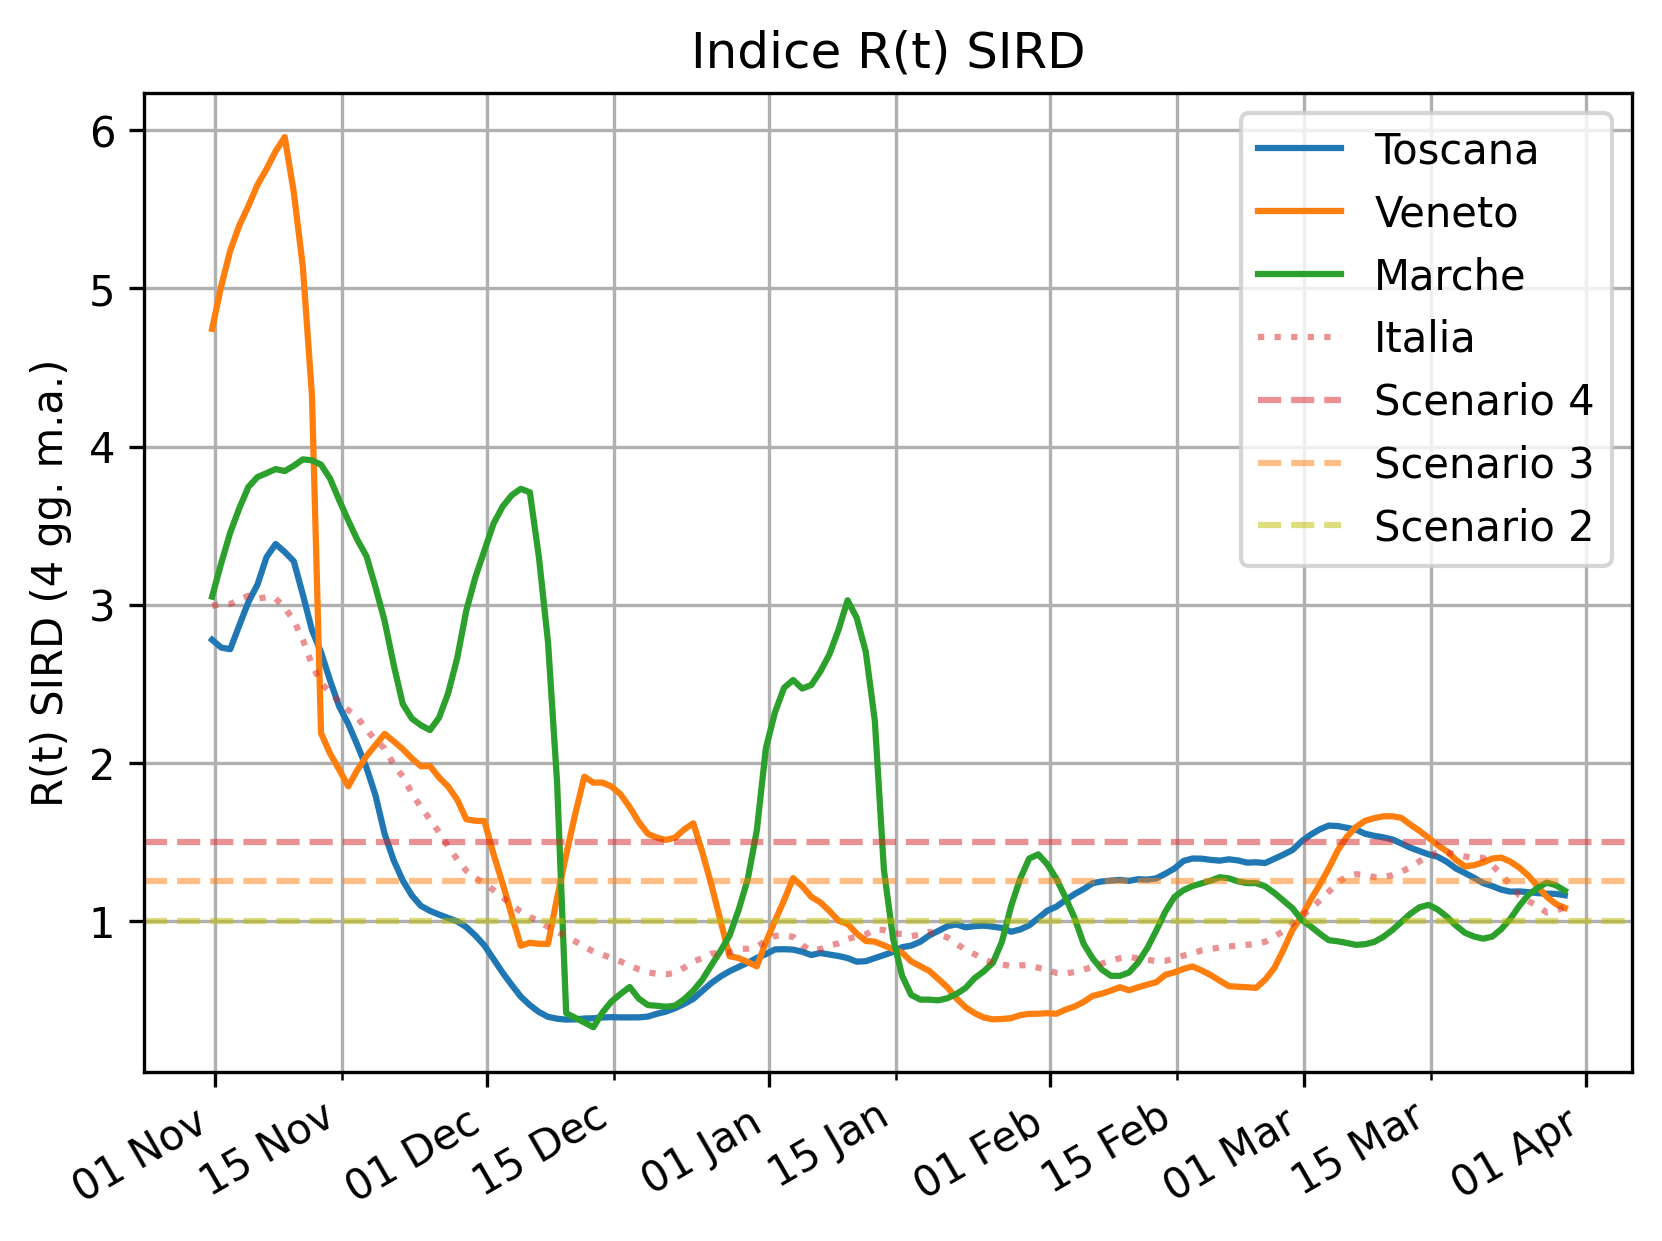 Indice R(t) SIRD
R(t) SIRD (4 gg. m.a.)
6
5
4
3
2
1
Toscana
Veneto
Marche
Italia
Scenario 4
Scenario 3
Scenario 2
01 Nov
15 Nov
01 Dec
15 Dec
01 Jan
15 Jan
01 Feb
15 Feb
01 Mar
15 Mar
01 Apr